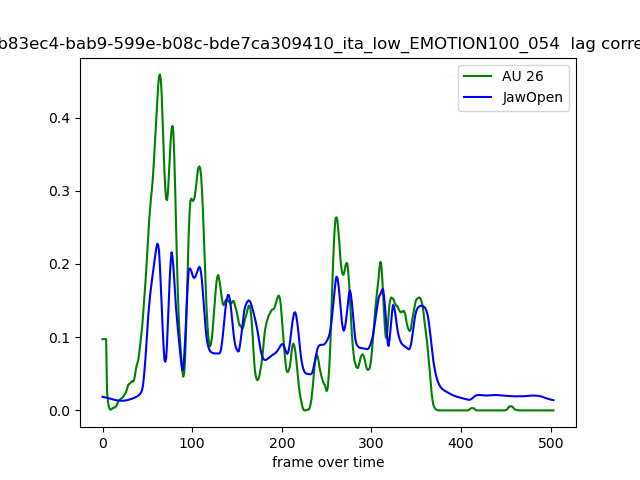 b83ec4-bab9-599e-b08c-bde7ca309410_ita_low_EMOTION100_054 lag corre
AU 26
JawOpen
0.4
0.3
0.2
0.1
0.0
0 100 200 300 400 500
frame over time